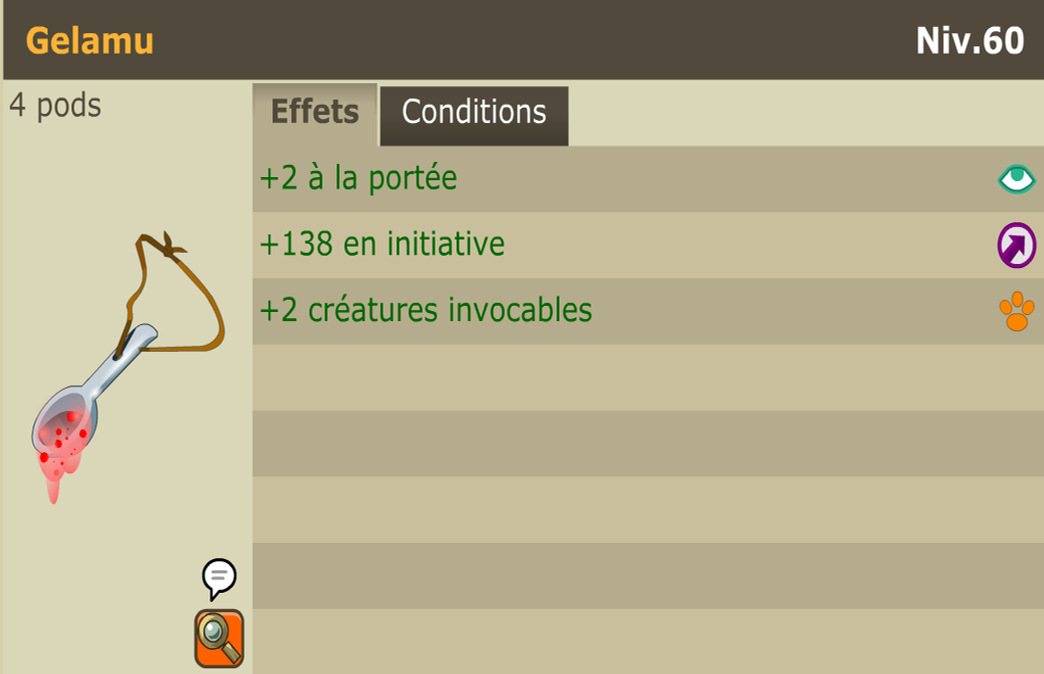 Gelamu
Niv.60
4 pods
Effets
Conditions
+2 à la portée
+138 en initiative
+2 créatures invocables